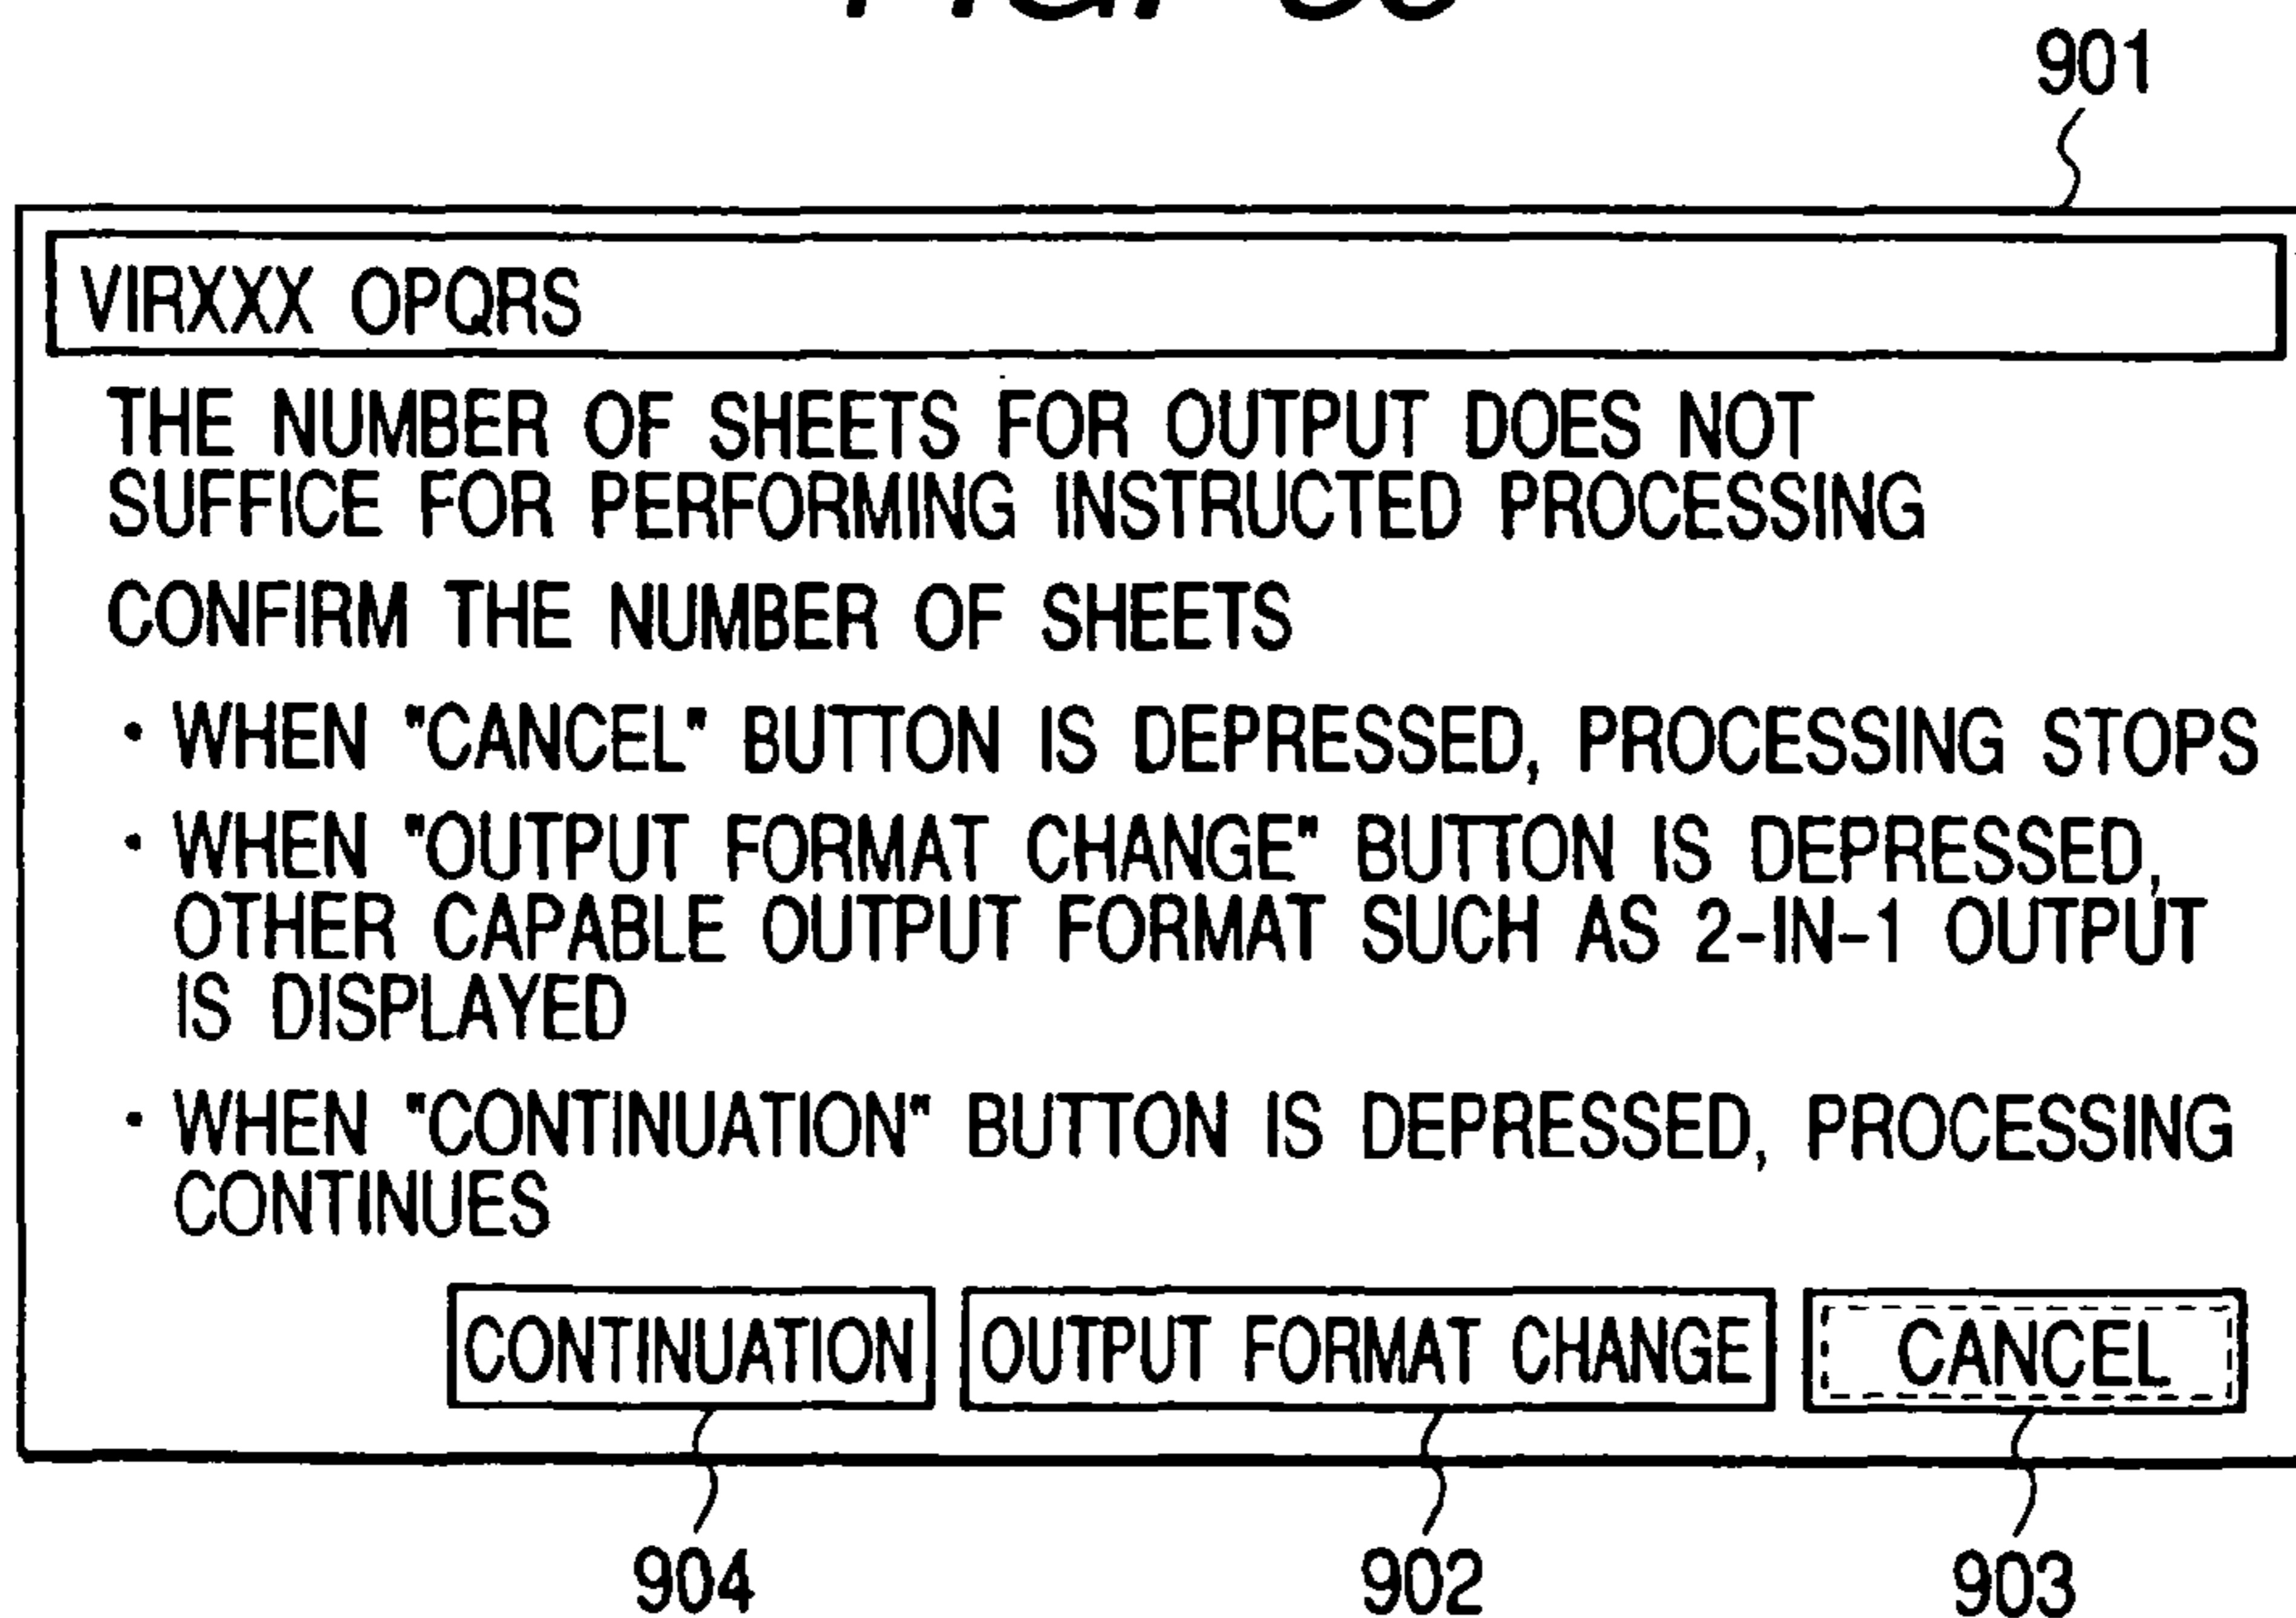 901
VIRXXX OPQRS
THE NUMBER OF SHEETS FOR OUTPUT DOES NOT
SUFFICE FOR PERFORMING INSTRUCTED PROCESSING
CONFIRM THE NUMBER OF SHEETS
• WHEN "CANCEL" BUTTON IS DEPRESSED, PROCESSING STOPS
• WHEN "OUTPUT FORMAT CHANGE" BUTTON IS DEPRESSED,
OTHER CAPABLE OUTPUT FORMAT SUCH AS 2-IN-1 OUTPUT
IS DISPLAYED
• WHEN "CONTINUATION" BUTTON IS DEPRESSED, PROCESSING
CONTINUES
CONTINUATION OUTPUT FORMAT CHANGE CANCEL
904 902 903